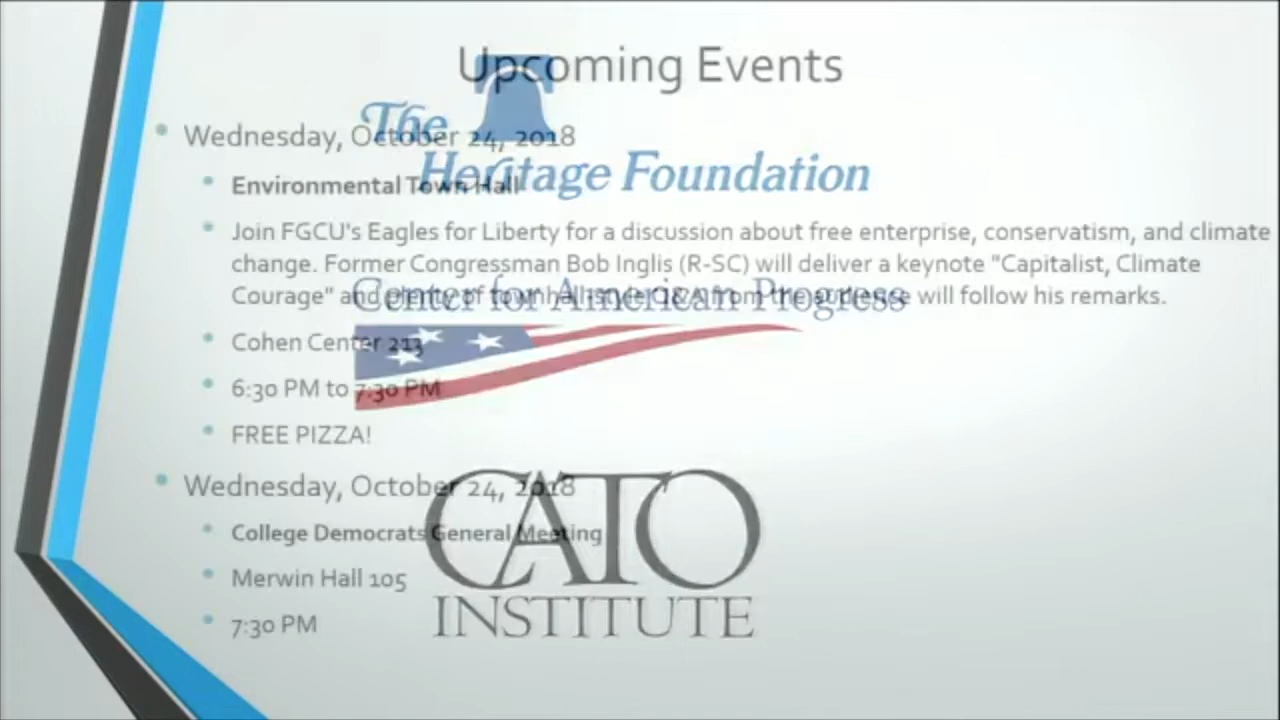 Upcoming Events
The
Wednesday, October 24, 2018
Heritage Foundation
Environmental Town Hall
Join FGCU's Eagles for Liberty for a discussion about free enterprise, conservatism, and climate
change. Former Congressman Bob Inglis (R-SC) will deliver a keynote "Capitalist, Climate
Courage" and plenty of townhall-style Q&A from the audience will follow his remarks.
Center for American Progress
Cohen Center 213
6:30 PM to 7:30 PM
FREE PIZZA!
Wednesday, October 24, 2018
CATO
College Democrats General Meeting
Merwin Hall 105
INSTITUTE
7:30 PM